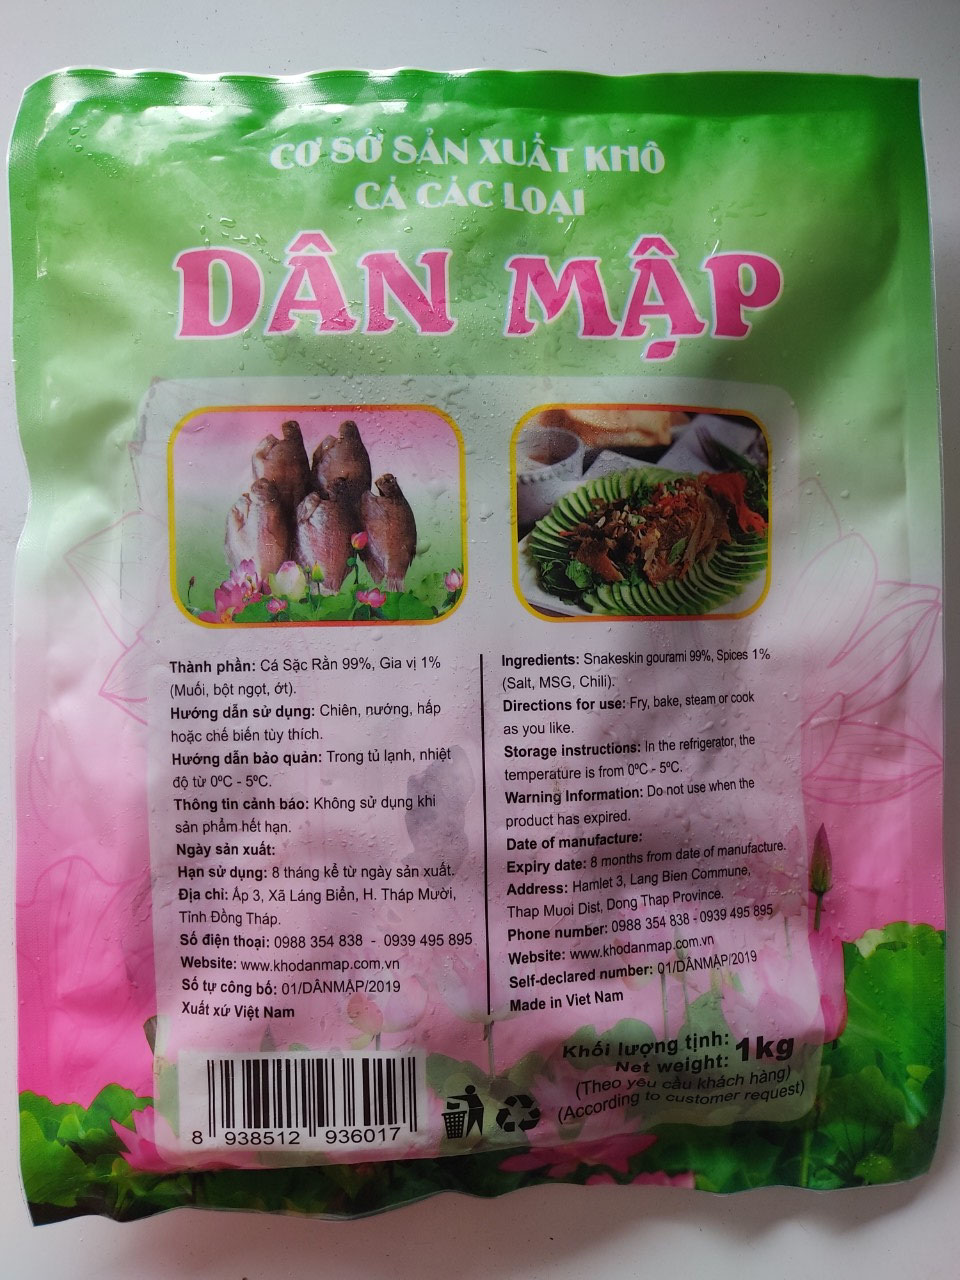 CƠ SỞ SẢN XUẤT KHÔ
CÁ CÁC LOẠI
DÂN MẬP
Thành phần: Cá Sặc Rằn 99%, Gia vị 1%
(Muối, bột ngọt, ớt).
Hướng dẫn sử dụng: Chiên, nướng, hấp
hoặc chế biến tùy thích.
Hướng dẫn bảo quản: Trong tủ lạnh, nhiệt
độ từ 0ºC - 5ºC.
Thông tin cảnh báo: Không sử dụng khi
sản phẩm hết hạn.
Ngày sản xuất:
Hạn sử dụng: 8 tháng kể từ ngày sản xuất.
Địa chỉ: Ấp 3, Xã Láng Biển, H. Tháp Mười,
Tỉnh Đồng Tháp.
Số điện thoại: 0988 354 838 - 0939 495 895
Website: www.khodanmap.com.vn
Số tự công bố: 01/DÂNMẬP/2019
Xuất xứ Việt Nam
Ingredients: Snakeskin gourami 99%, Spices 1%
(Salt, MSG, Chili).
Directions for use: Fry, bake, steam or cook
as you like.
Storage instructions: In the refrigerator, the
temperature is from 0ºC - 5ºC.
Warning Information: Do not use when the
product has expired.
Date of manufacture:
Expiry date: 8 months from date of manufacture.
Address: Hamlet 3, Lang Bien Commune,
Thap Muoi Dist, Dong Thap Province.
Phone number: 0988 354 838 - 0939 495 895
Website: www.khodanmap.com.vn
Self-declared number: 01/DÂNMẬP/2019
Made in Viet Nam
Khối lượng tịnh: 1kg
Net weight:
(Theo yêu cầu khách hàng)
(According to customer request)
8 938512 936017